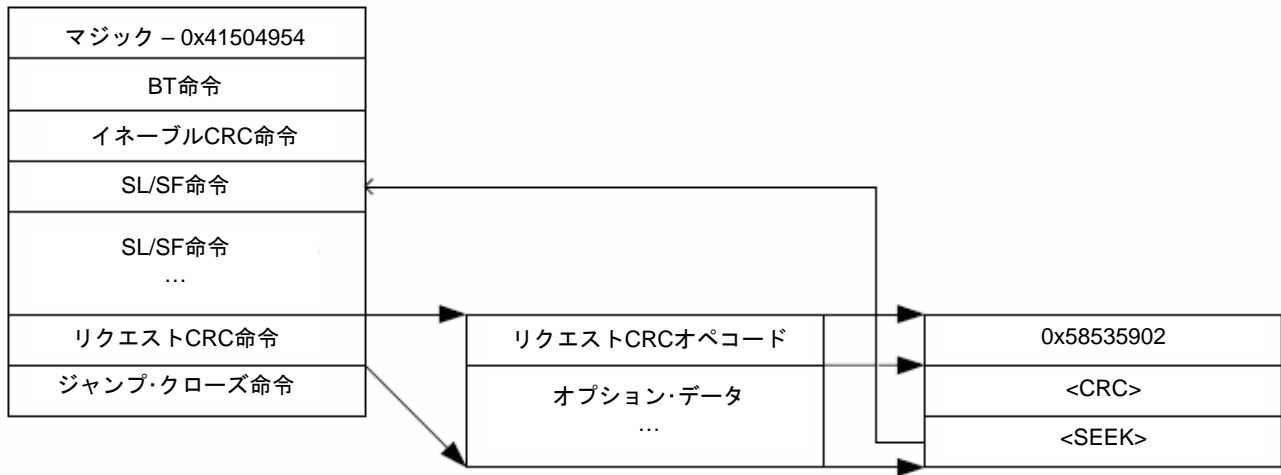 マジック – 0x41504954
BT命令
イネーブルCRC命令
SL/SF命令
SL/SF命令
…
リクエストCRC命令
ジャンプ･クローズ命令
リクエストCRCオペコード
オプション･データ
…
0x58535902
<CRC>
<SEEK>